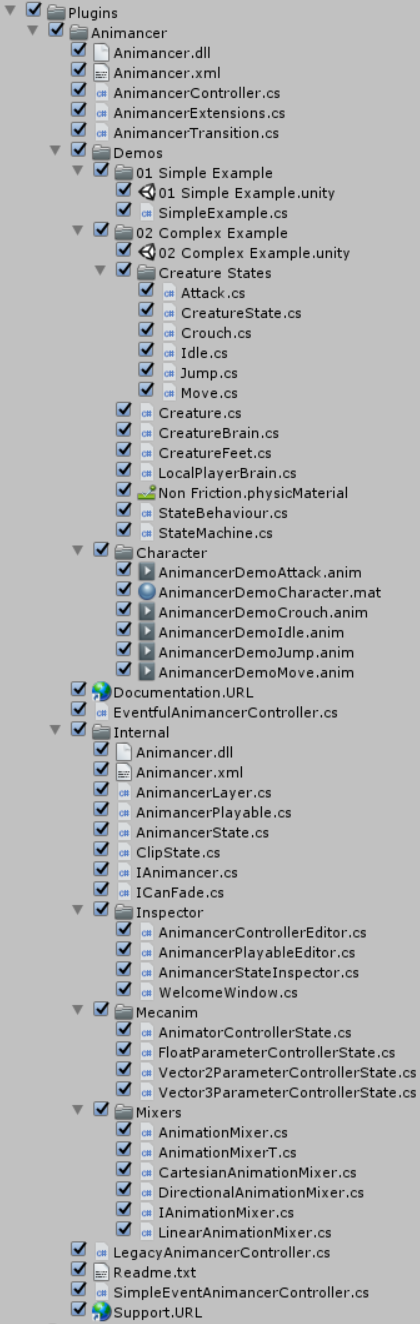 Plugins
Animancer
Animancer.dll
Animancer.xml
AnimancerController.cs
AnimancerExtensions.cs
AnimancerTransition.cs
Demos
01 Simple Example
01 Simple Example.unity
SimpleExample.cs
02 Complex Example
02 Complex Example.unity
Creature States
Attack.cs
CreatureState.cs
Crouch.cs
Idle.cs
Jump.cs
Move.cs
Creature.cs
CreatureBrain.cs
CreatureFeet.cs
LocalPlayerBrain.cs
Non Friction.physicMaterial
StateBehaviour.cs
StateMachine.cs
Character
AnimancerDemoAttack.anim
AnimancerDemoCharacter.mat
AnimancerDemoCrouch.anim
AnimancerDemoIdle.anim
AnimancerDemoJump.anim
AnimancerDemoMove.anim
Documentation.URL
EventfulAnimancerController.cs
Internal
Animancer.dll
Animancer.xml
AnimancerLayer.cs
AnimancerPlayable.cs
AnimancerState.cs
ClipState.cs
IAnimancer.cs
ICanFade.cs
Inspector
AnimancerControllerEditor.cs
AnimancerPlayableEditor.cs
AnimancerStateInspector.cs
WelcomeWindow.cs
Mecanim
AnimatorControllerState.cs
FloatParameterControllerState.cs
Vector2ParameterControllerState.cs
Vector3ParameterControllerState.cs
Mixers
AnimationMixer.cs
AnimationMixerT.cs
CartesianAnimationMixer.cs
DirectionalAnimationMixer.cs
IAnimationMixer.cs
LinearAnimationMixer.cs
LegacyAnimancerController.cs
Readme.txt
SimpleEventAnimancerController.cs
Support.URL